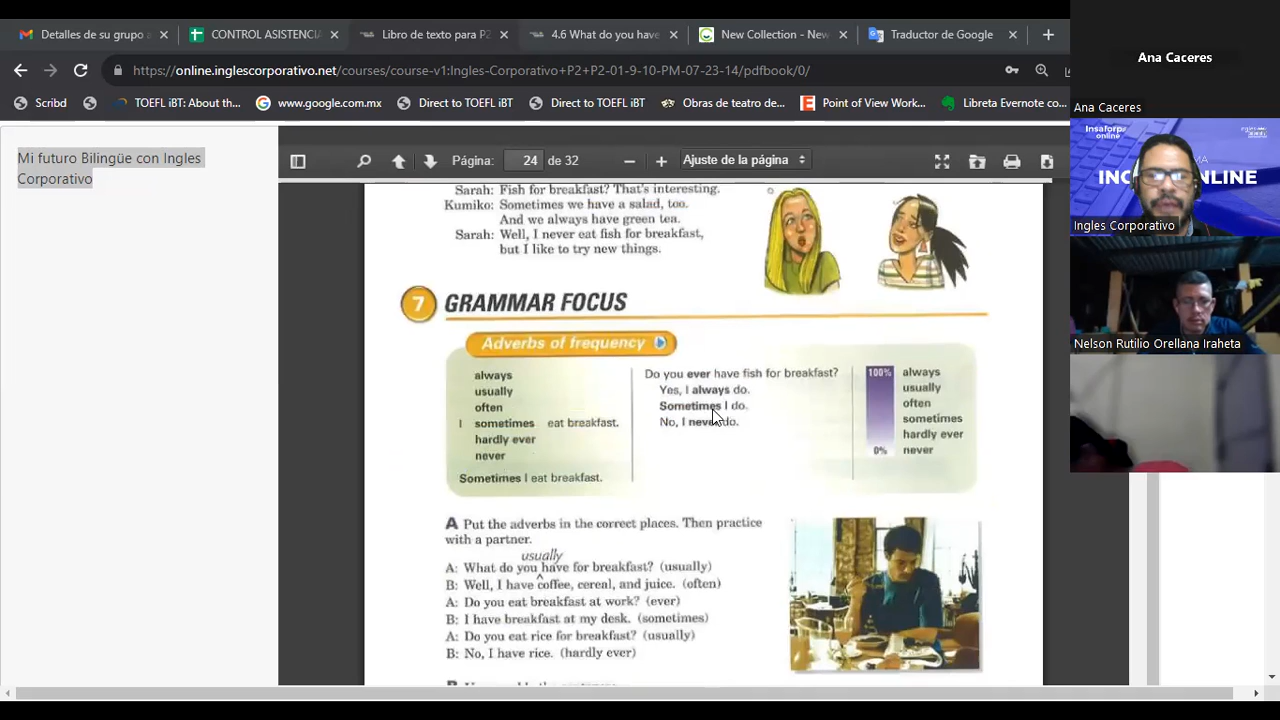 Detalles de su grupo
CONTROL ASISTENCIA
Libro de texto para P2
4.6 What do you have
New Collection - New
Traductor de Google
https://online.inglescorporativo.net/courses/course-v1:Ingles-Corporativo+P2+P2-01-9-10-PM-07-23-14/pdfbook/0/
Scribd
TOEFL iBT: About th...
www.google.com.mx
Direct to TOEFL iBT
Direct to TOEFL iBT
Obras de teatro de...
Point of View Work...
Libreta Evernote co...
Mi futuro Bilingüe con Ingles
Corporativo
Página: 24 de 32
Ajuste de la página
Sarah: Fish for breakfast? That's interesting.
Kumiko: Sometimes we have a salad, too.
And we always have green tea.
Sarah: Well, I never eat fish for breakfast,
but I like to try new things.
7 GRAMMAR FOCUS
Adverbs of frequency
always
usually
often
I sometimes eat breakfast.
hardly ever
never
Sometimes I eat breakfast.
Do you ever have fish for breakfast?
Yes, I always do.
Sometimes I do.
No, I never do.
100% always
usually
often
sometimes
hardly ever
0% never
A Put the adverbs in the correct places. Then practice
with a partner.
usually
A: What do you have for breakfast? (usually)
B: Well, I have coffee, cereal, and juice. (often)
A: Do you eat breakfast at work? (ever)
B: I have breakfast at my desk. (sometimes)
A: Do you eat rice for breakfast? (usually)
B: No, I have rice. (hardly ever)
Ana Caceres
Ana Caceres
Insaforp
online
Ingles Corporativo
Nelson Rutilio Orellana Iraheta